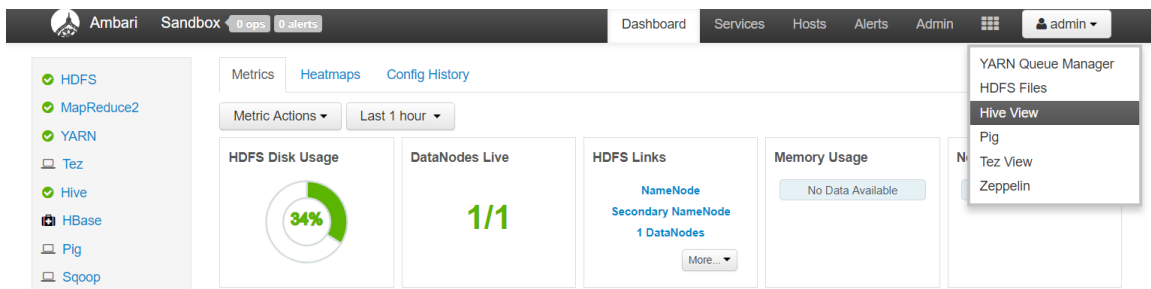 Ambari Sandbox 0 ops 0 alerts Dashboard Services Hosts Alerts Admin admin
YARN Queue Manager
HDFS Files
Hive View
Pig
Tez View
Zeppelin
HDFS
MapReduce2
YARN
Tez
Hive
HBase
Pig
Sqoop
Metrics Heatmaps Config History
Metric Actions Last 1 hour
HDFS Disk Usage
34%
DataNodes Live
1/1
HDFS Links
NameNode
Secondary NameNode
1 DataNodes
More...
Memory Usage
No Data Available